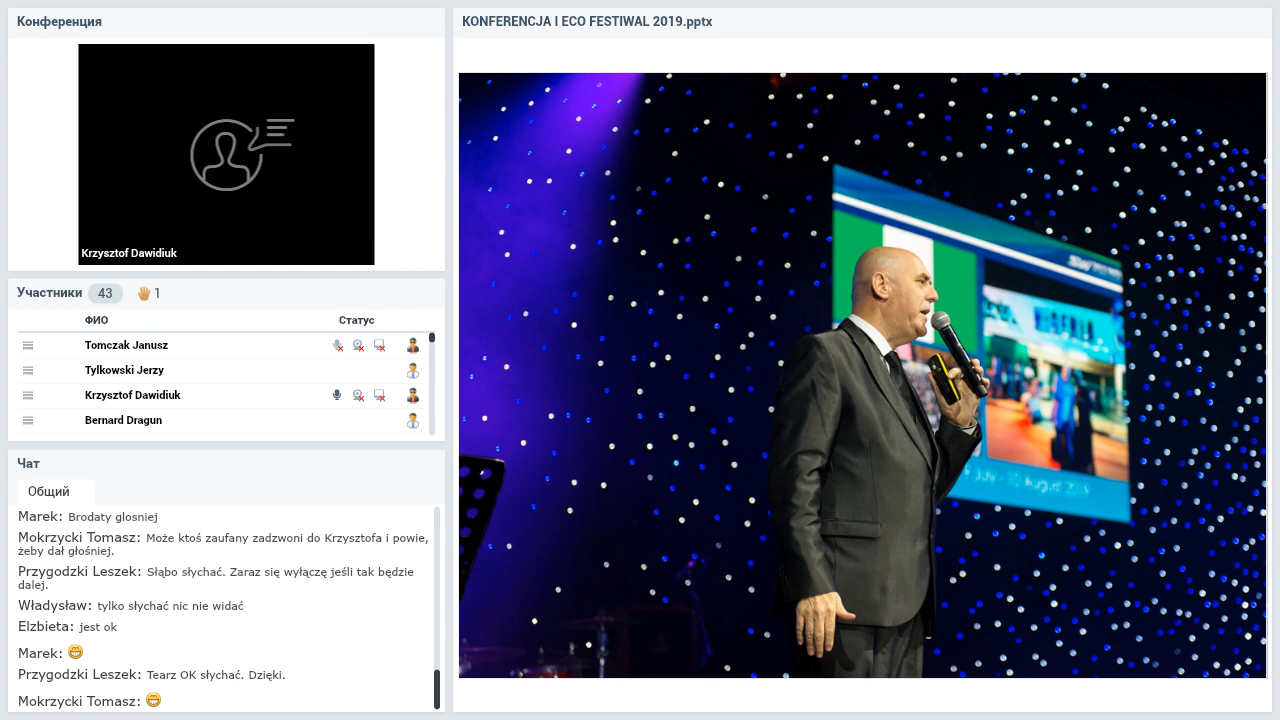 Конференция
Krzysztof Dawidiuk
Участники 43 1
ФИО Статус
Tomczak Janusz
Tylkowski Jerzy
Krzysztof Dawidiuk
Bernard Dragun
Чат
Общий
Marek: Brodaty glosniej
Mokrzycki Tomasz: Może ktoś zaufany zadzwoni do Krzysztofa i powie,
żeby dał głośniej.
Przygodzki Leszek: Słąbo słychać. Zaraz się wyłączę jeśli tak będzie
dalej.
Władysław: tylko słychać nic nie widać
Elzbieta: jest ok
Marek: 😁
Przygodzki Leszek: Tearz OK słychać. Dzięki.
Mokrzycki Tomasz: 😁
KONFERENCJA I ECO FESTIWAL 2019.pptx
NIGERIA
August